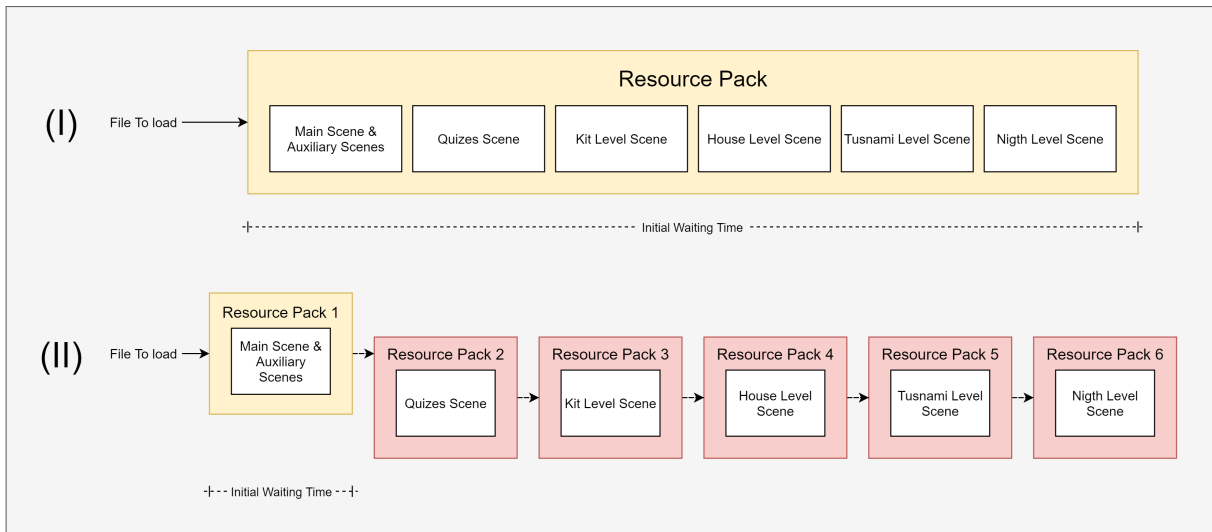 (I)
File To load
Resource Pack
Main Scene &
Auxiliary Scenes
Quizes Scene
Kit Level Scene
House Level Scene
Tusnami Level Scene
Nigth Level Scene
Initial Waiting Time
(II)
File To load
Resource Pack 1
Main Scene &
Auxiliary
Scenes
Resource Pack 2
Quizes Scene
Resource Pack 3
Kit Level Scene
Resource Pack 4
House Level
Scene
Resource Pack 5
Tusnami Level
Scene
Resource Pack 6
Nigth Level
Scene
Initial Waiting Time